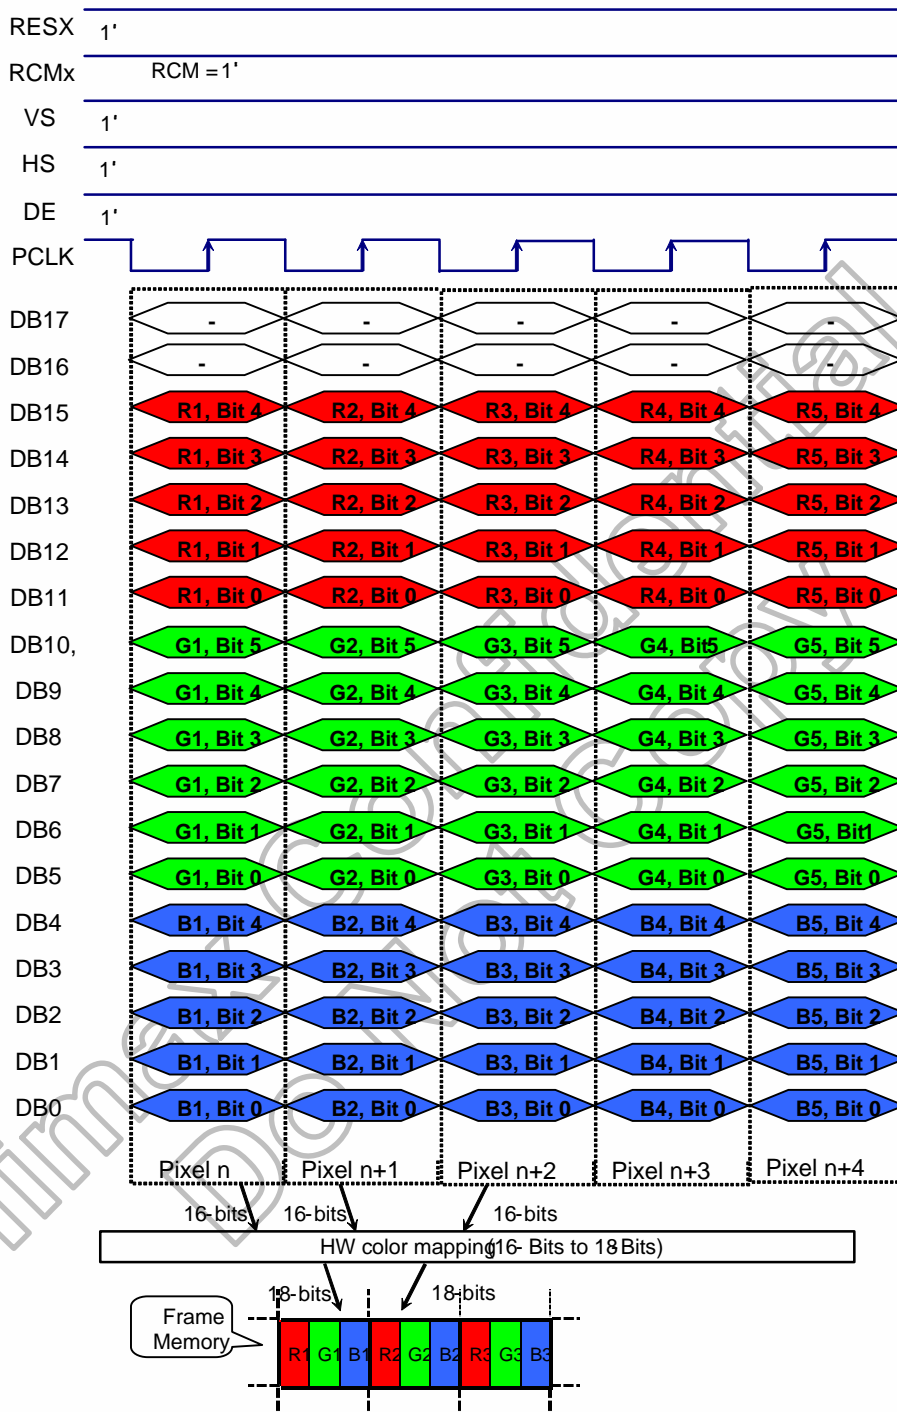 RESX 1'
RCMx RCM =1'
VS 1'
HS 1'
DE 1'
PCLK
DB17 - - - - -
DB16 - - - - -
DB15 R1, Bit 4 R2, Bit 4 R3, Bit 4 R4, Bit 4 R5, Bit 4
DB14 R1, Bit 3 R2, Bit 3 R3, Bit 3 R4, Bit 3 R5, Bit 3
DB13 R1, Bit 2 R2, Bit 2 R3, Bit 2 R4, Bit 2 R5, Bit 2
DB12 R1, Bit 1 R2, Bit 1 R3, Bit 1 R4, Bit 1 R5, Bit 1
DB11 R1, Bit 0 R2, Bit 0 R3, Bit 0 R4, Bit 0 R5, Bit 0
DB10, G1, Bit 5 G2, Bit 5 G3, Bit 5 G4, Bit5 G5, Bit 5
DB9 G1, Bit 4 G2, Bit 4 G3, Bit 4 G4, Bit 4 G5, Bit 4
DB8 G1, Bit 3 G2, Bit 3 G3, Bit 3 G4, Bit 3 G5, Bit 3
DB7 G1, Bit 2 G2, Bit 2 G3, Bit 2 G4, Bit 2 G5, Bit 2
DB6 G1, Bit 1 G2, Bit 1 G3, Bit 1 G4, Bit 1 G5, Bit1
DB5 G1, Bit 0 G2, Bit 0 G3, Bit 0 G4, Bit 0 G5, Bit 0
DB4 B1, Bit 4 B2, Bit 4 B3, Bit 4 B4, Bit 4 B5, Bit 4
DB3 B1, Bit 3 B2, Bit 3 B3, Bit 3 B4, Bit 3 B5, Bit 3
DB2 B1, Bit 2 B2, Bit 2 B3, Bit 2 B4, Bit 2 B5, Bit 2
DB1 B1, Bit 1 B2, Bit 1 B3, Bit 1 B4, Bit 1 B5, Bit 1
DB0 B1, Bit 0 B2, Bit 0 B3, Bit 0 B4, Bit 0 B5, Bit 0
Pixel n Pixel n+1 Pixel n+2 Pixel n+3 Pixel n+4
16-bits 16-bits 16-bits
HW color mapping(16- Bits to 18-Bits)
18-bits 18-bits
Frame
Memory
R1 G1 B1 R2 G2 B2 R3 G3 B3
Himax Confidential
Do Not Copy